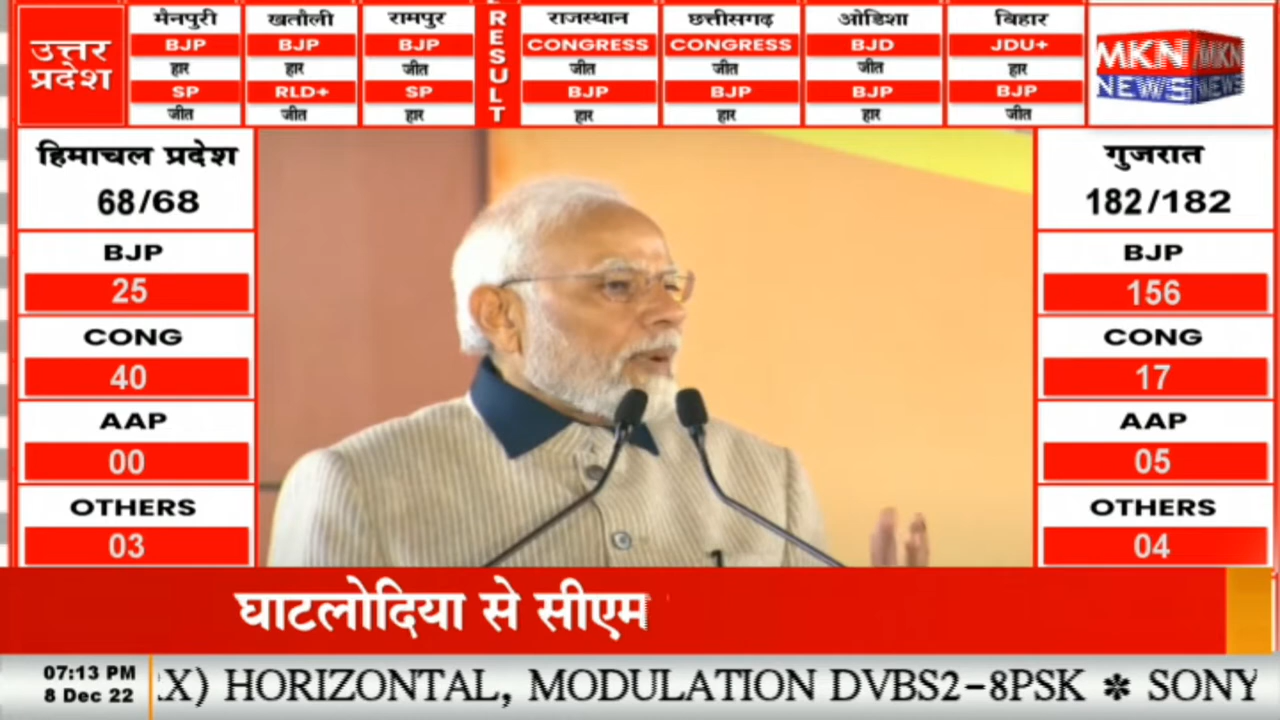 उत्तर
प्रदेश
मैनपुरी
BJP
हार
SP
जीत
खतौली
BJP
हार
RLD+
जीत
रामपुर
BJP
जीत
SP
हार
RESULT
राजस्थान
CONGRESS
जीत
BJP
हार
छत्तीसगढ़
CONGRESS
जीत
BJP
हार
ओडिशा
BJD
जीत
BJP
हार
बिहार
JDU+
हार
BJP
जीत
MKN MKN
NEWS NEWS
हिमाचल प्रदेश
68/68
BJP
25
CONG
40
AAP
00
OTHERS
03
गुजरात
182/182
BJP
156
CONG
17
AAP
05
OTHERS
04
घाटलोदिया से सीएम
07:13 PM
8 Dec 22
X) HORIZONTAL, MODULATION DVBS2-8PSK * SONY